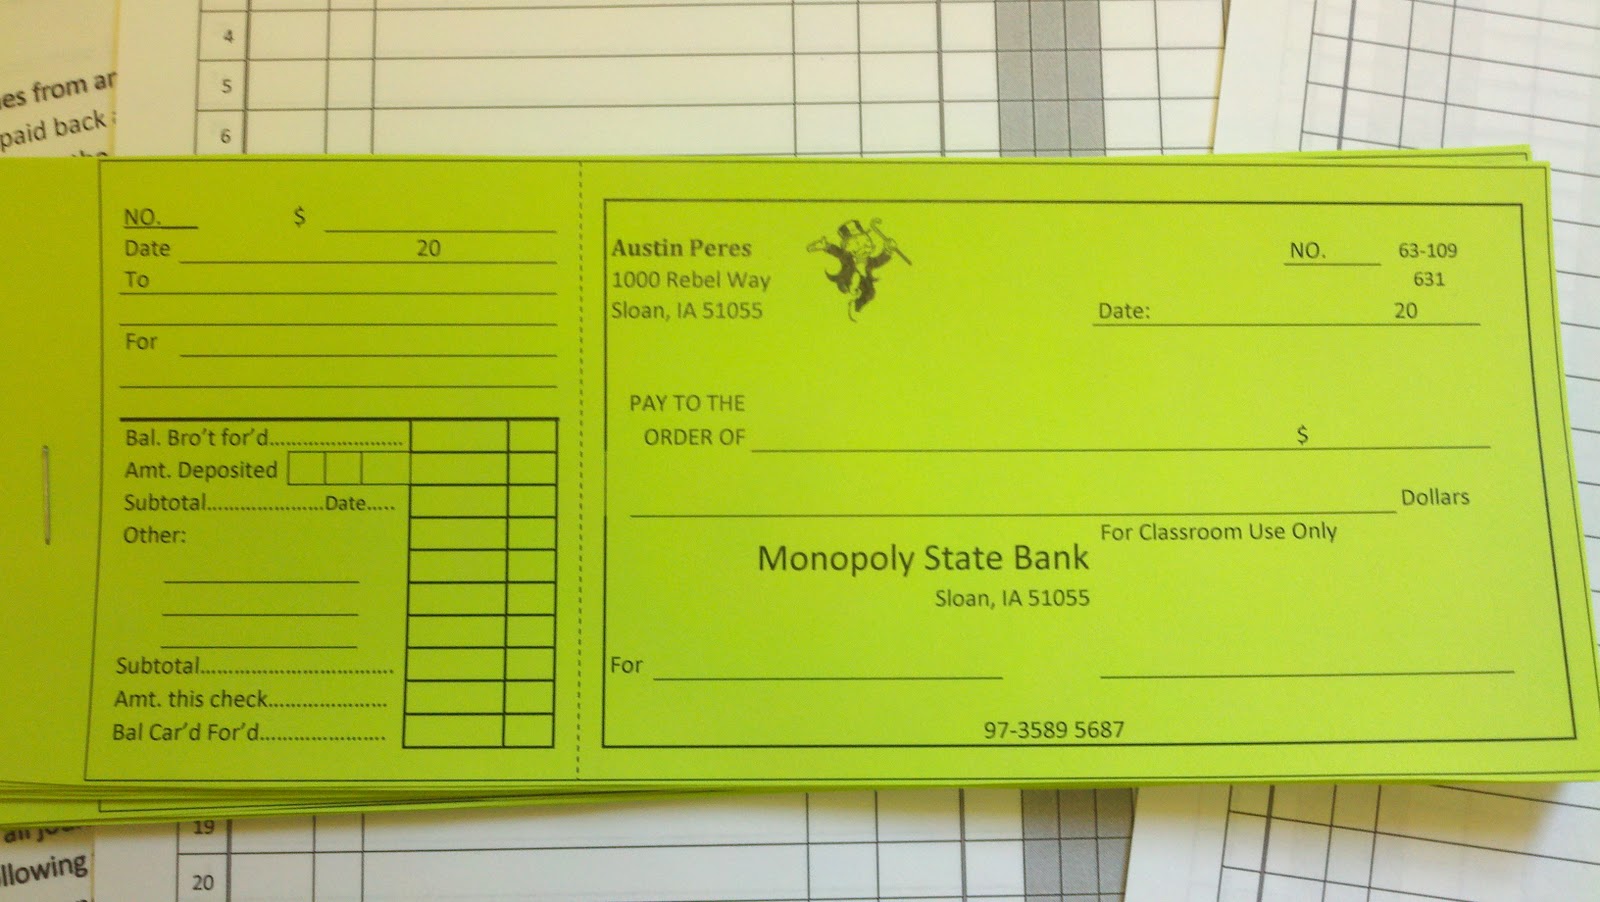 4
5
6
es from ar
paid back
NO.____ $
Date 20
To
For
Bal. Bro't for'd........................
Amt. Deposited
Subtotal......................Date.....
Other:
Subtotal...................................
Amt. this check.....................
Bal Car'd For'd......................
Austin Peres
1000 Rebel Way
Sloan, IA 51055
NO. 63-109
631
Date: 20
PAY TO THE
ORDER OF $
Dollars
For Classroom Use Only
Monopoly State Bank
Sloan, IA 51055
For
97-3589 5687
19
20
llowing